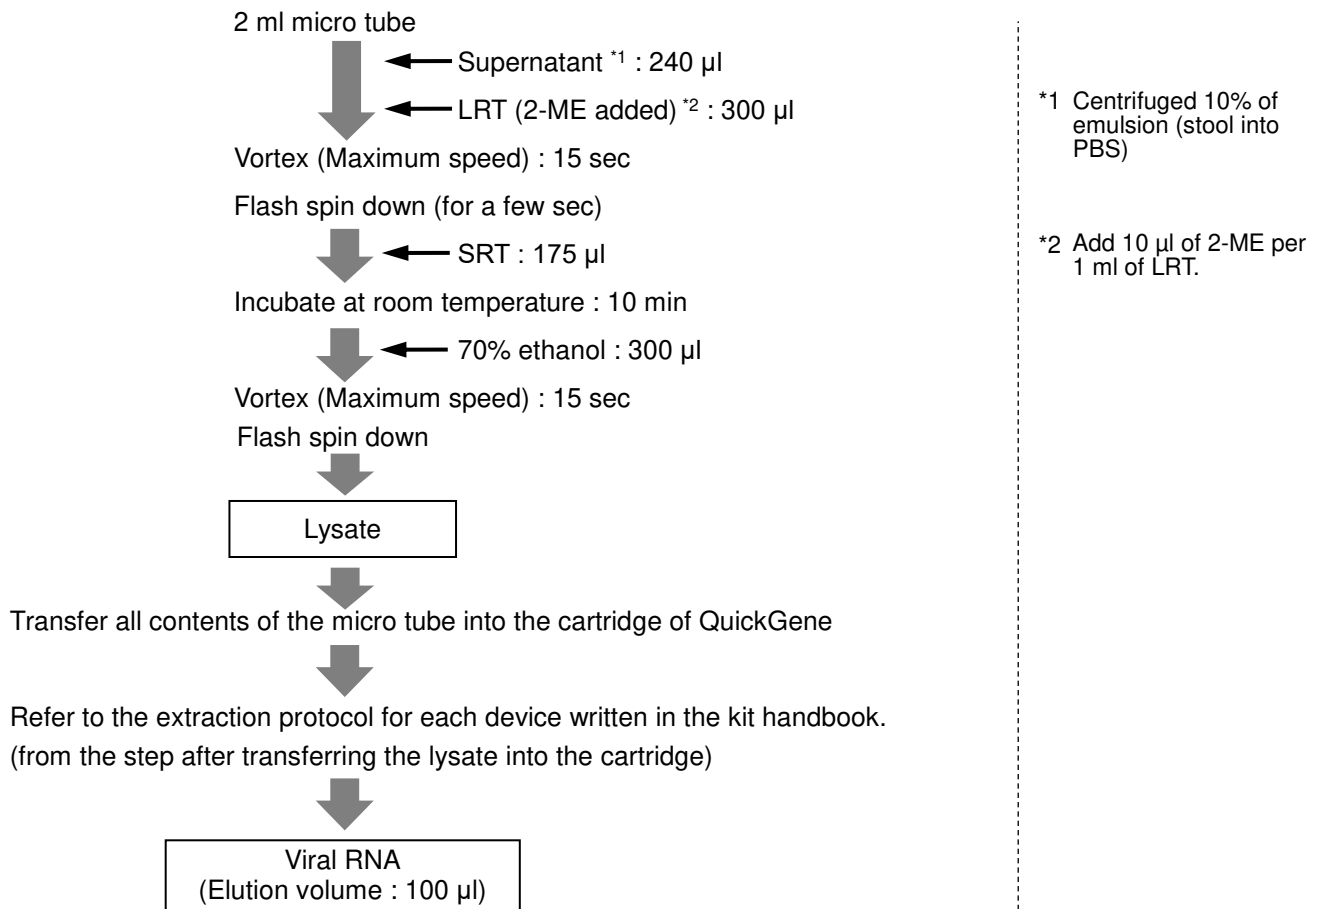 2 ml micro tube
Supernatant *1 : 240 µl
LRT (2-ME added) *2 : 300 µl
Vortex (Maximum speed) : 15 sec
Flash spin down (for a few sec)
SRT : 175 µl
Incubate at room temperature : 10 min
70% ethanol : 300 µl
Vortex (Maximum speed) : 15 sec
Flash spin down
Lysate
Transfer all contents of the micro tube into the cartridge of QuickGene
Refer to the extraction protocol for each device written in the kit handbook.
(from the step after transferring the lysate into the cartridge)
Viral RNA
(Elution volume : 100 µl)
*1 Centrifuged 10% of
emulsion (stool into
PBS)
*2 Add 10 µl of 2-ME per
1 ml of LRT.